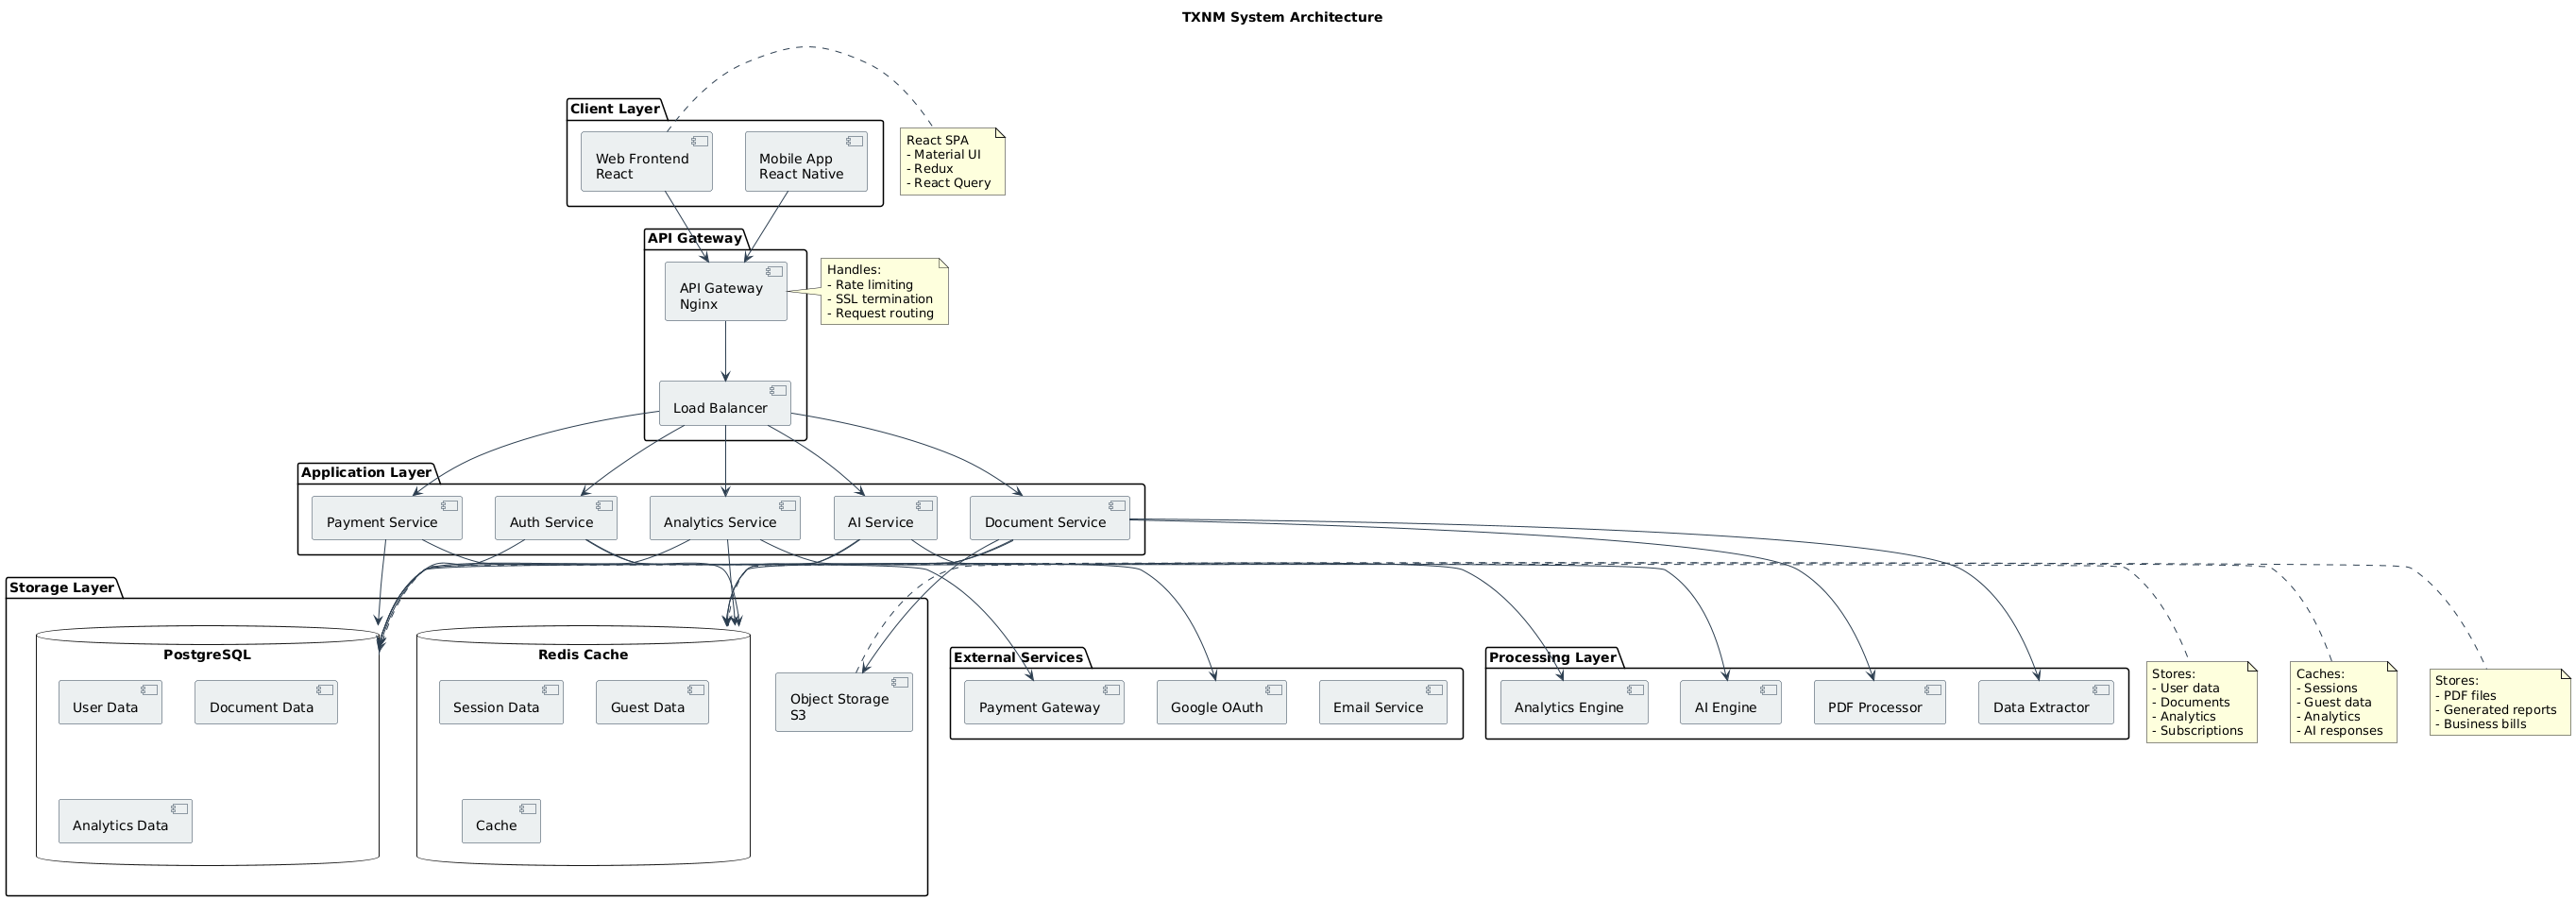 TXNM System Architecture
Client Layer
Web Frontend
React
Mobile App
React Native
React SPA
- Material UI
- Redux
- React Query
API Gateway
API Gateway
Nginx
Handles:
- Rate limiting
- SSL termination
- Request routing
Load Balancer
Application Layer
Payment Service
Auth Service
Analytics Service
AI Service
Document Service
Storage Layer
PostgreSQL
User Data
Document Data
Analytics Data
Redis Cache
Session Data
Guest Data
Cache
Object Storage
S3
External Services
Payment Gateway
Google OAuth
Email Service
Processing Layer
Analytics Engine
AI Engine
PDF Processor
Data Extractor
Stores:
- User data
- Documents
- Analytics
- Subscriptions
Caches:
- Sessions
- Guest data
- Analytics
- AI responses
Stores:
- PDF files
- Generated reports
- Business bills